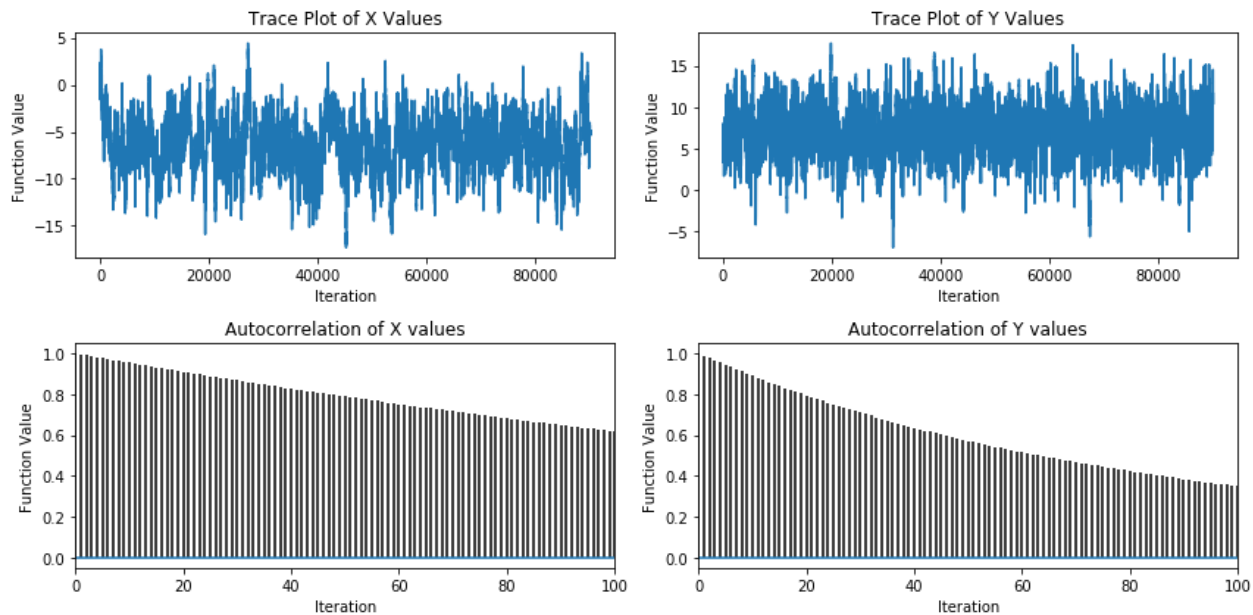 Trace Plot of X Values
Function Value
5
0
−5
−10
−15
0 20000 40000 60000 80000
Iteration
Trace Plot of Y Values
Function Value
15
10
5
0
−5
0 20000 40000 60000 80000
Iteration
Autocorrelation of X values
Function Value
1.0
0.8
0.6
0.4
0.2
0.0
0 20 40 60 80 100
Iteration
Autocorrelation of Y values
Function Value
1.0
0.8
0.6
0.4
0.2
0.0
0 20 40 60 80 100
Iteration